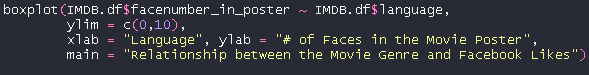 boxplot(IMDB.df$facenumber_in_poster ~ IMDB.df$language,
ylim = c(0,10),
xlab = "Language", ylab = "# of Faces in the Movie Poster",
main = "Relationship between the Movie Genre and Facebook Likes")